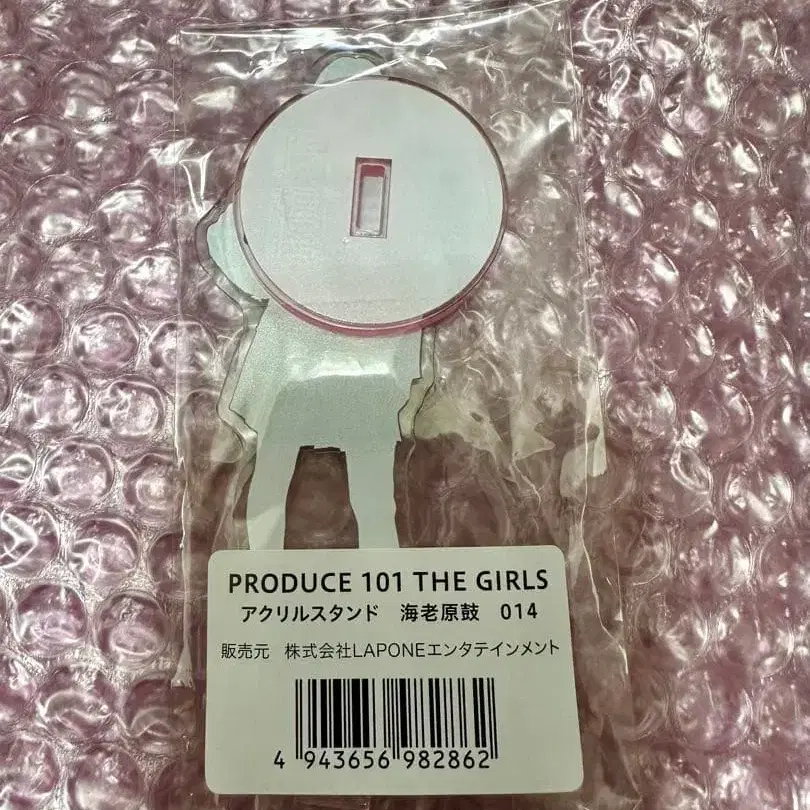 PRODUCE 101 THE GIRLS
アクリルスタンド 海老原鼓 014
販売元 株式会社LAPONEエンタテインメント
4 943656 982862